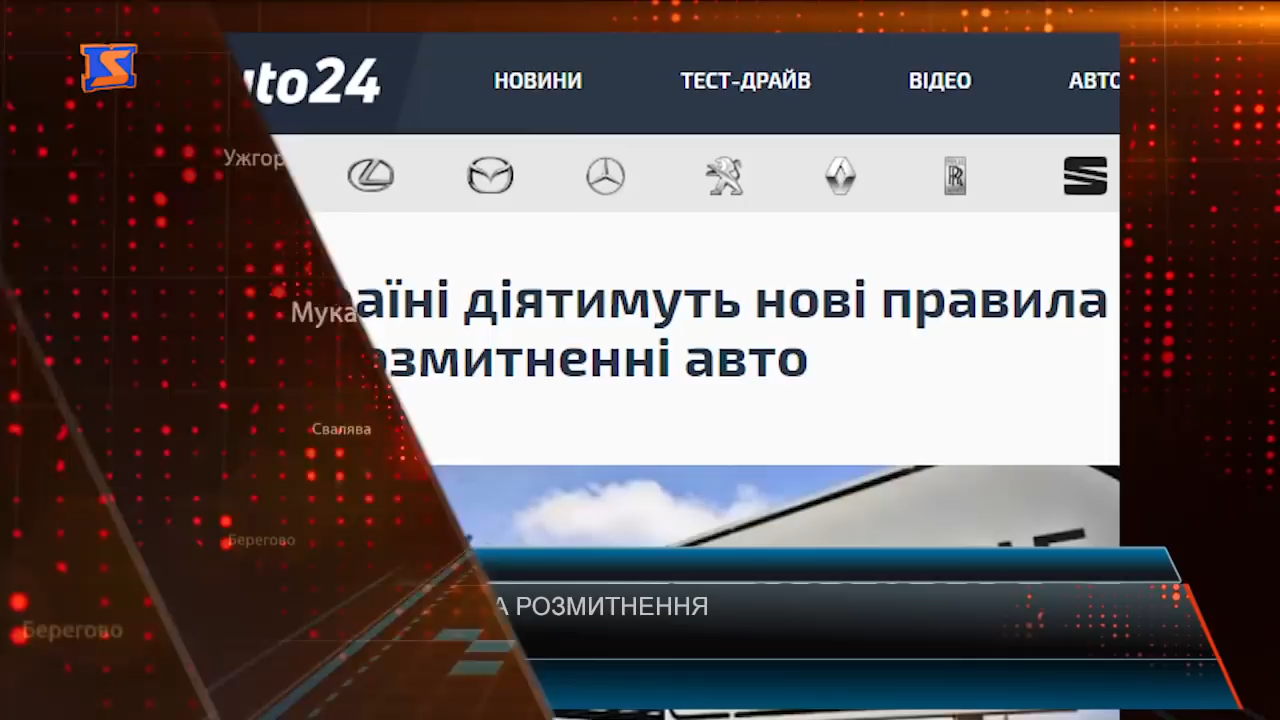 uto24
НОВИНИ ТЕСТ-ДРАЙВ ВІДЕО АВТО
Ужгор
аїні діятимуть нові правила
Мука
озмитненні авто
Свалява
Берегово
А РОЗМИТНЕННЯ
Берегово